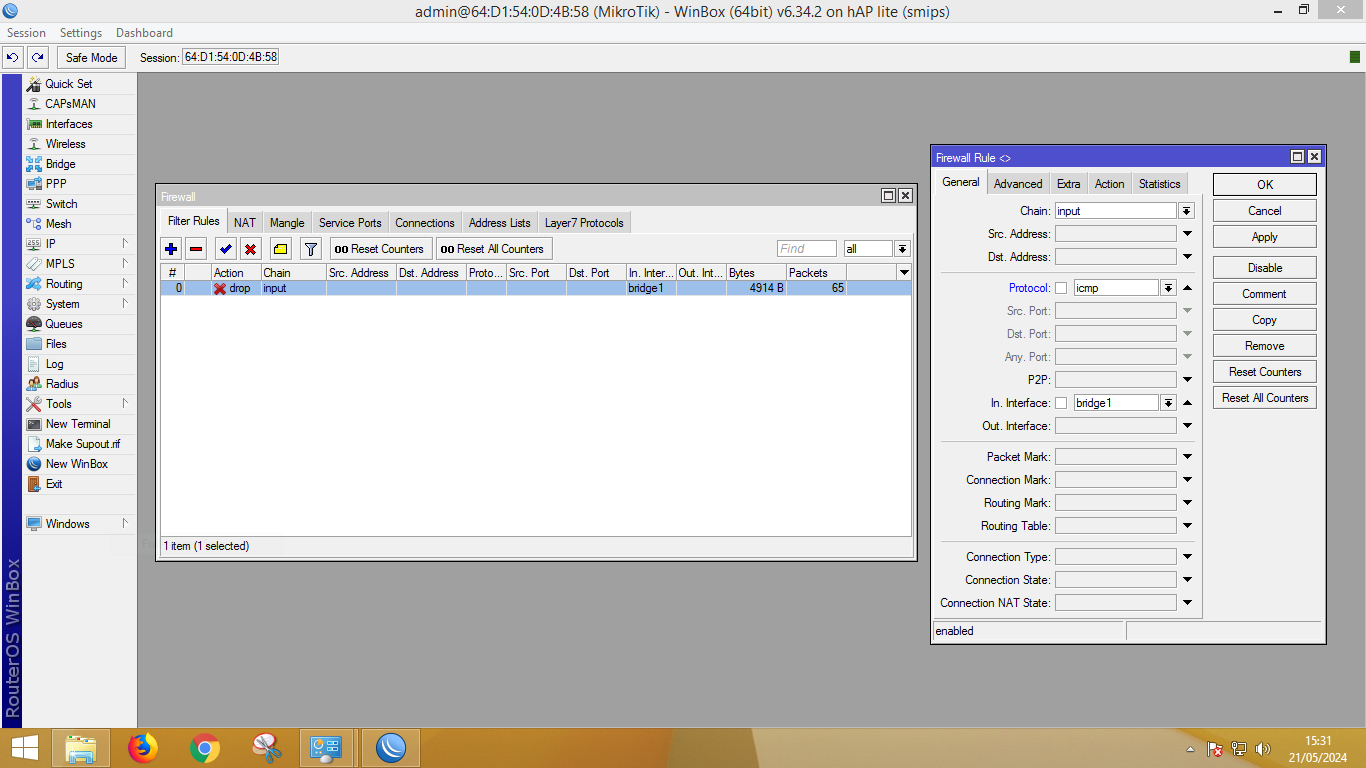 admin@64:D1:54:0D:4B:58 (MikroTik) - WinBox (64bit) v6.34.2 on hAP lite (smips)
Session Settings Dashboard
Safe Mode Session: 64:D1:54:0D:4B:58
Quick Set
CAPsMAN
Interfaces
Wireless
Bridge
PPP
Switch
Mesh
IP
MPLS
Routing
System
Queues
Files
Log
Radius
Tools
New Terminal
Make Supout.rif
New WinBox
Exit
Windows
RouterOS WinBox
Firewall
Filter Rules NAT Mangle Service Ports Connections Address Lists Layer7 Protocols
00 Reset Counters 00 Reset All Counters Find all
# Action Chain Src. Address Dst. Address Proto... Src. Port Dst. Port In. Inter... Out. Int... Bytes Packets
0 drop input bridge1 4914 B 65
1 item (1 selected)
Firewall Rule <>
General Advanced Extra Action Statistics
Chain: input
Src. Address:
Dst. Address:
Protocol: icmp
Src. Port:
Dst. Port:
Any. Port:
P2P:
In. Interface: bridge1
Out. Interface:
Packet Mark:
Connection Mark:
Routing Mark:
Routing Table:
Connection Type:
Connection State:
Connection NAT State:
enabled
OK
Cancel
Apply
Disable
Comment
Copy
Remove
Reset Counters
Reset All Counters
15:31
21/05/2024